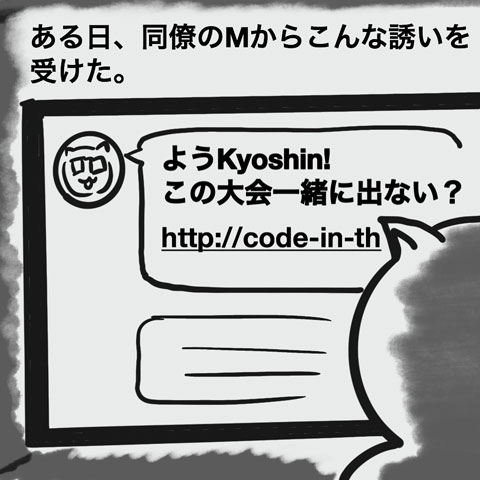 ある日、同僚のMからこんな誘いを
受けた。
ようKyoshin!
この大会一緒に出ない？
http://code-in-th